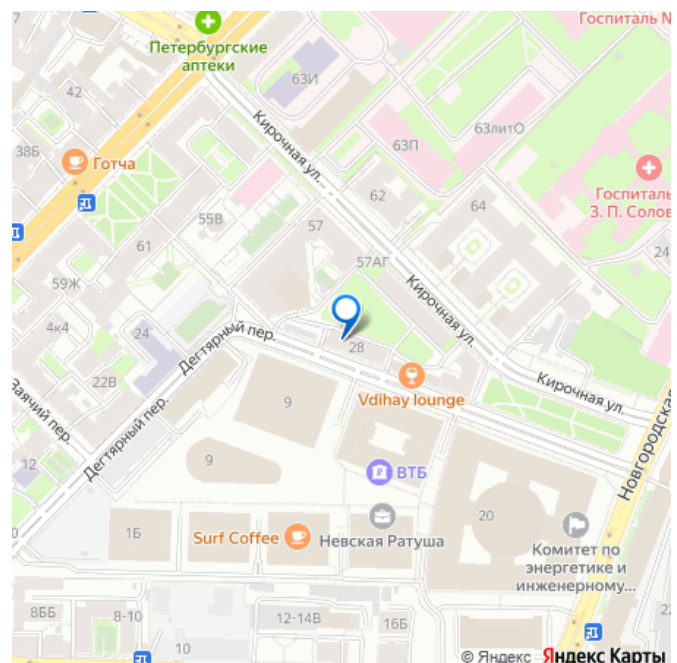 7
Госпиталь N
Петербургские
аптеки
63И
42
Кирочная ул.
63литО
38Б
63П
Готча
62
Госпиталь
З. П. Солов
64
55В
57
24
61
57АГ
59Ж
Кирочная ул.
4к4
24
Дегтярный пер.
28
22В
Vdihay lounge
Кирочная ул.
Заячий пер.
9
Дегтярный пер.
Новгородская
12
9
ВТБ
20
1Б
Surf Coffee
Невская Ратуша
Комитет по
энергетике и
инженерному...
8ББ
8-10
12-14В
16Б
10
© Яндекс Яндекс Карты